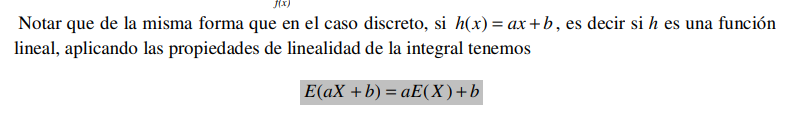 f(x)
Notar que de la misma forma que en el caso discreto, si h(x) = ax + b, es decir si h es una función
lineal, aplicando las propiedades de linealidad de la integral tenemos
E(aX + b) = aE(X) + b